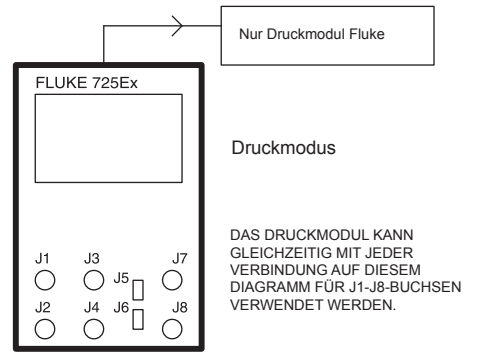 Nur Druckmodul Fluke
FLUKE 725Ex
Druckmodus
DAS DRUCKMODUL KANN
GLEICHZEITIG MIT JEDER
VERBINDUNG AUF DIESEM
DIAGRAMM FÜR J1-J8-BUCHSEN
VERWENDET WERDEN.
J1 J3 J7
J5
J2 J4 J6 J8